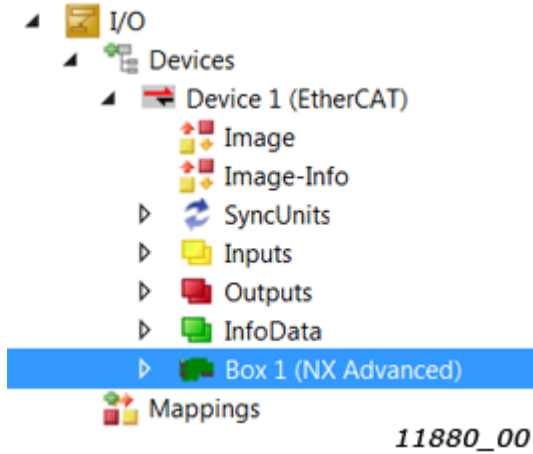 I/O
Devices
Device 1 (EtherCAT)
Image
Image-Info
SyncUnits
Inputs
Outputs
InfoData
Box 1 (NX Advanced)
Mappings
11880_00